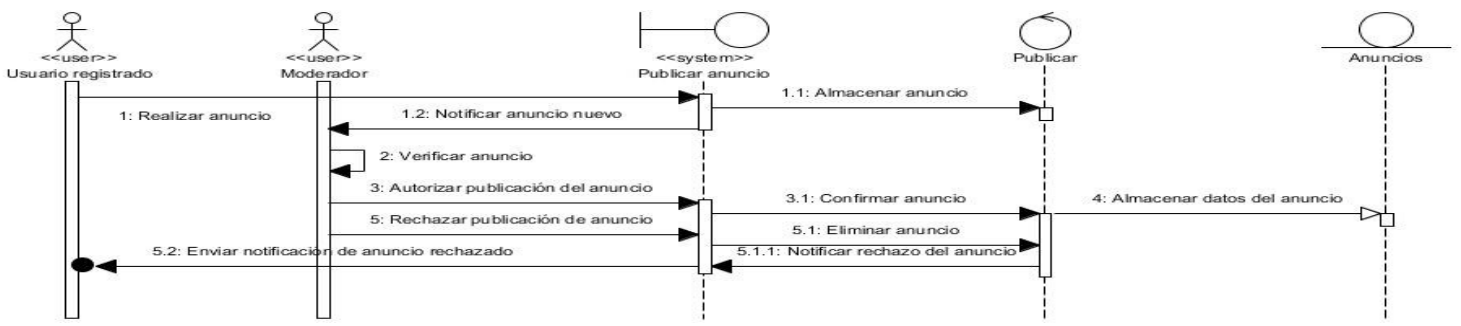 <<user>>
Usuario registrado
<<user>>
Moderador
<<system>>
Publicar anuncio
Publicar
Anuncios
1: Realizar anuncio
1.1: Almacenar anuncio
1.2: Notificar anuncio nuevo
2: Verificar anuncio
3: Autorizar publicación del anuncio
3.1: Confirmar anuncio
4: Almacenar datos del anuncio
5: Rechazar publicación de anuncio
5.1: Eliminar anuncio
5.2: Enviar notificación de anuncio rechazado
5.1.1: Notificar rechazo del anuncio